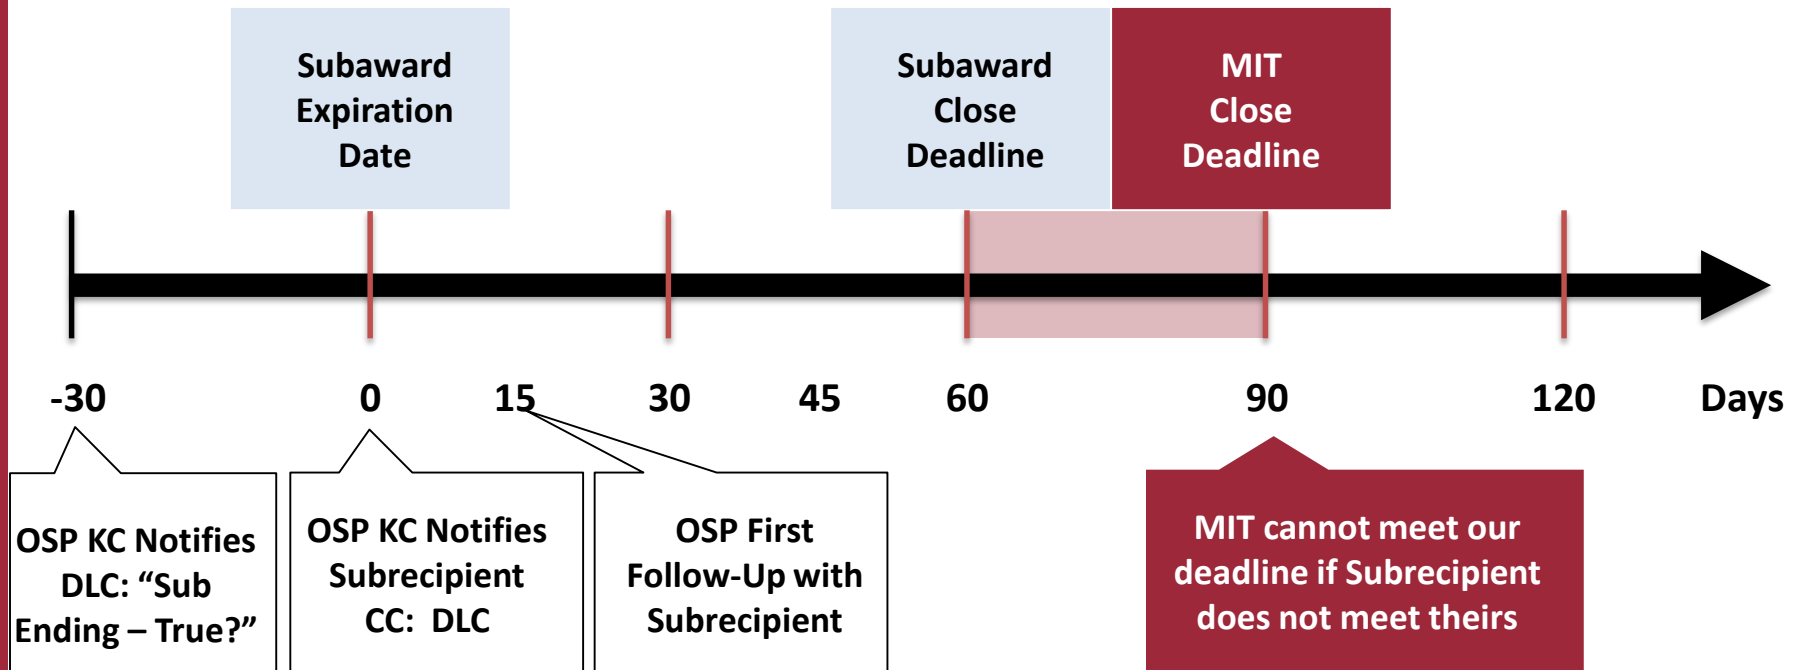 Subaward
Expiration
Date
Subaward
Close
Deadline
MIT
Close
Deadline
-30
0
15
30
45
60
90
120
Days
OSP KC Notifies
DLC: “Sub
Ending – True?”
OSP KC Notifies
Subrecipient
CC: DLC
OSP First
Follow-Up with
Subrecipient
MIT cannot meet our
deadline if Subrecipient
does not meet theirs